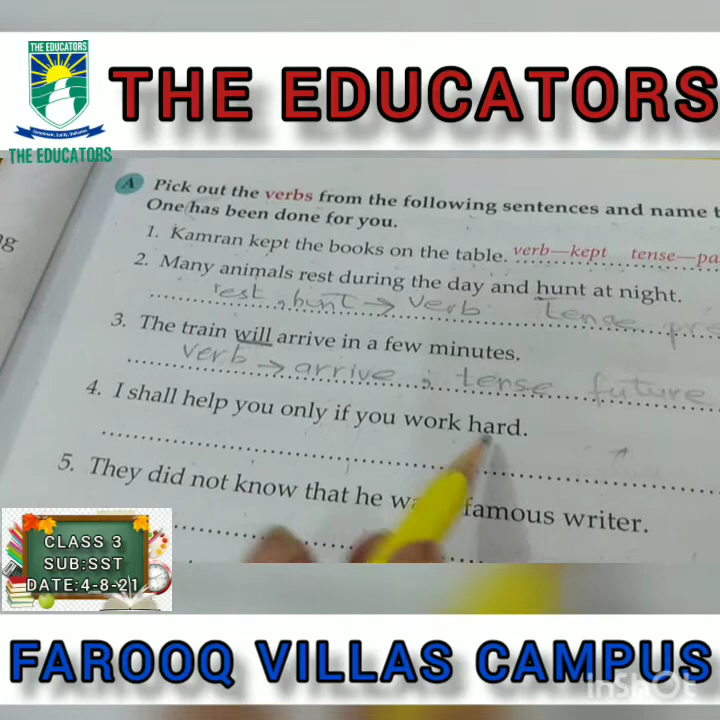 THE EDUCATORS
THE EDUCATORS
THE EDUCATORS
A Pick out the verbs from the following sentences and name t
One has been done for you.
1. Kamran kept the books on the table. verb—kept tense—pa
2. Many animals rest during the day and hunt at night.
rest, hunt → verb Tense pre
3. The train will arrive in a few minutes.
verb → arrive ; tense future
4. I shall help you only if you work hard.
5. They did not know that he famous writer.
CLASS 3
SUB:SST
DATE:4-8-21
FAROOQ VILLAS CAMPUS
InShOt